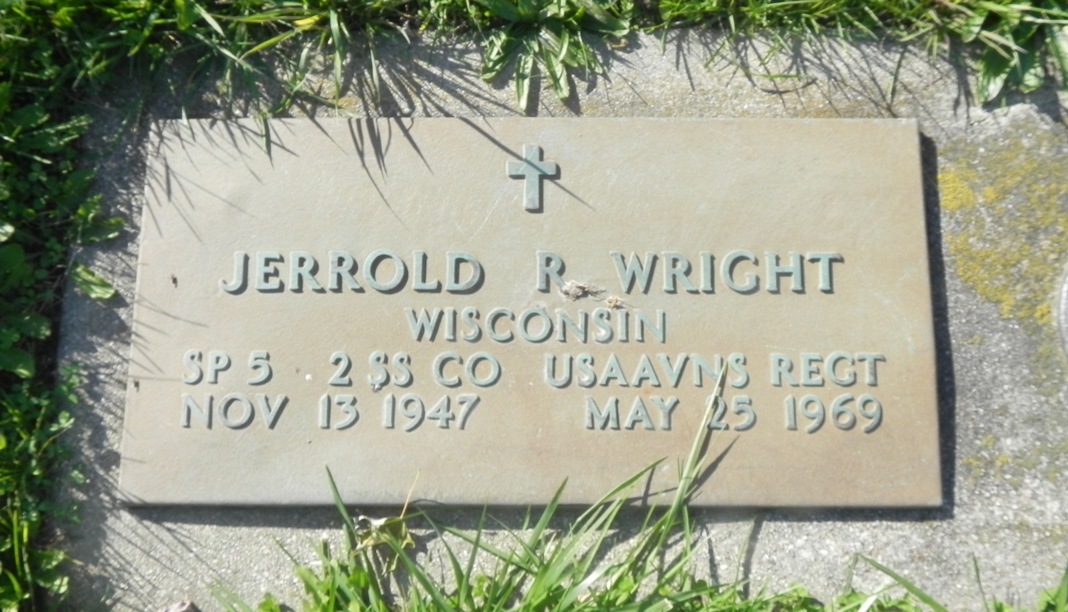 JERROLD R WRIGHT
WISCONSIN
SP 5 2 SS CO USAAVNS REGT
NOV 13 1947 MAY 25 1969